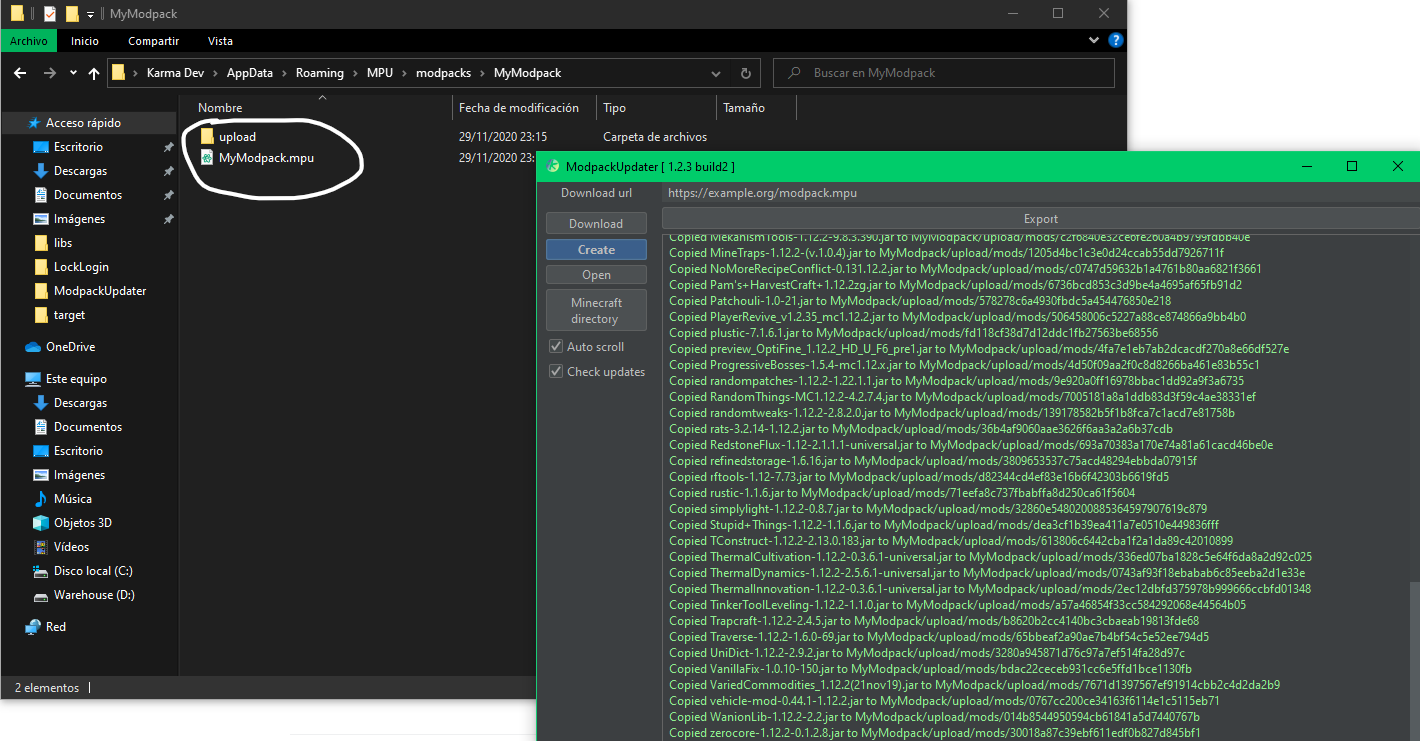 MyModpack
Archivo Inicio Compartir Vista
Karma Dev > AppData > Roaming > MPU > modpacks > MyModpack
Buscar en MyModpack
Nombre Fecha de modificación Tipo Tamaño
Acceso rápido
Escritorio
Descargas
Documentos
Imágenes
libs
LockLogin
ModpackUpdater
target
OneDrive
Este equipo
Descargas
Documentos
Escritorio
Imágenes
Música
Objetos 3D
Vídeos
Disco local (C:)
Warehouse (D:)
Red
2 elementos
upload 29/11/2020 23:15 Carpeta de archivos
MyModpack.mpu 29/11/2020 23:
ModpackUpdater [ 1.2.3 build2 ]
Download url https://example.org/modpack.mpu
Export
Download
Create
Open
Minecraft
directory
Auto scroll
Check updates
Copied MekanismTools-1.12.2-9.8.3.390.jar to MyModpack/upload/mods/c2f6840e32ce6fe260a4b9799fdbb40e
Copied MineTraps-1.12.2-(v.1.0.4).jar to MyModpack/upload/mods/1205d4bc1c3e0d24ccab55dd7926711f
Copied NoMoreRecipeConflict-0.131.12.2.jar to MyModpack/upload/mods/c0747d59632b1a4761b80aa6821f3661
Copied Pam's+HarvestCraft+1.12.2zg.jar to MyModpack/upload/mods/6736bcd853c3d9be4a4695af65fb91d2
Copied Patchouli-1.0-21.jar to MyModpack/upload/mods/578278c6a4930fbdc5a454476850e218
Copied PlayerRevive_v1.2.35_mc1.12.2.jar to MyModpack/upload/mods/506458006c5227a88ce874866a9bb4b0
Copied plustic-7.1.6.1.jar to MyModpack/upload/mods/fd118cf38d7d12ddc1fb27563be68556
Copied preview_OptiFine_1.12.2_HD_U_F6_pre1.jar to MyModpack/upload/mods/4fa7e1eb7ab2dcacdf270a8e66df527e
Copied ProgressiveBosses-1.5.4-mc1.12.x.jar to MyModpack/upload/mods/4d50f09aa2f0c8d8266ba461e83b55c1
Copied randompatches-1.12.2-1.22.1.1.jar to MyModpack/upload/mods/9e920a0ff16978bbac1dd92a9f3a6735
Copied RandomThings-MC1.12.2-4.2.7.4.jar to MyModpack/upload/mods/7005181a8a1ddb83d3f59c4ae38331ef
Copied randomtweaks-1.12.2-2.8.2.0.jar to MyModpack/upload/mods/139178582b5f1b8fca7c1acd7e81758b
Copied rats-3.2.14-1.12.2.jar to MyModpack/upload/mods/36b4af9060aae3626f6aa3a2a6b37cdb
Copied RedstoneFlux-1.12-2.1.1.1-universal.jar to MyModpack/upload/mods/693a70383a170e74a81a61cacd46be0e
Copied refinedstorage-1.6.16.jar to MyModpack/upload/mods/3809653537c75acd48294ebbda07915f
Copied rftools-1.12-7.73.jar to MyModpack/upload/mods/d82344cd4ef83e16b6f42303b6619fd5
Copied rustic-1.1.6.jar to MyModpack/upload/mods/71eefa8c737fbabffa8d250ca61f5604
Copied simplylight-1.12.2-0.8.7.jar to MyModpack/upload/mods/32860e5480200885364597907619c879
Copied Stupid+Things-1.12.2-1.1.6.jar to MyModpack/upload/mods/dea3cf1b39ea411a7e0510e449836fff
Copied TConstruct-1.12.2-2.13.0.183.jar to MyModpack/upload/mods/613806c6442cba1f2a1da89c42010899
Copied ThermalCultivation-1.12.2-0.3.6.1-universal.jar to MyModpack/upload/mods/336ed07ba1828c5e64f6da8a2d92c025
Copied ThermalDynamics-1.12.2-2.5.6.1-universal.jar to MyModpack/upload/mods/0743af93f18ebabab6c85eeba2d1e33e
Copied ThermalInnovation-1.12.2-0.3.6.1-universal.jar to MyModpack/upload/mods/2ec12dbfd375978b999666ccbfd01348
Copied TinkerToolLeveling-1.12.2-1.1.0.jar to MyModpack/upload/mods/a57a46854f33cc584292068e44564b05
Copied Trapcraft-1.12.2-2.4.5.jar to MyModpack/upload/mods/b8620b2cc4140bc3cbaeab19813fde68
Copied Traverse-1.12.2-1.6.0-69.jar to MyModpack/upload/mods/65bbeaf2a90ae7b4bf54c5e52ee794d5
Copied UniDict-1.12.2-2.9.2.jar to MyModpack/upload/mods/3280a945871d76c97a7ef514fa28d97c
Copied VanillaFix-1.0.10-150.jar to MyModpack/upload/mods/bdac22ceceb931cc6e5ffd1bce1130fb
Copied VariedCommodities_1.12.2(21nov19).jar to MyModpack/upload/mods/7671d1397567ef91914cbb2c4d2da2b9
Copied vehicle-mod-0.44.1-1.12.2.jar to MyModpack/upload/mods/0767cc200ce34163f6114e1c5115eb71
Copied WanionLib-1.12.2-2.2.jar to MyModpack/upload/mods/014b8544950594cb61841a5d7440767b
Copied zerocore-1.12.2-0.1.2.8.jar to MyModpack/upload/mods/30018a87c39ebf611edf0b827d845bf1